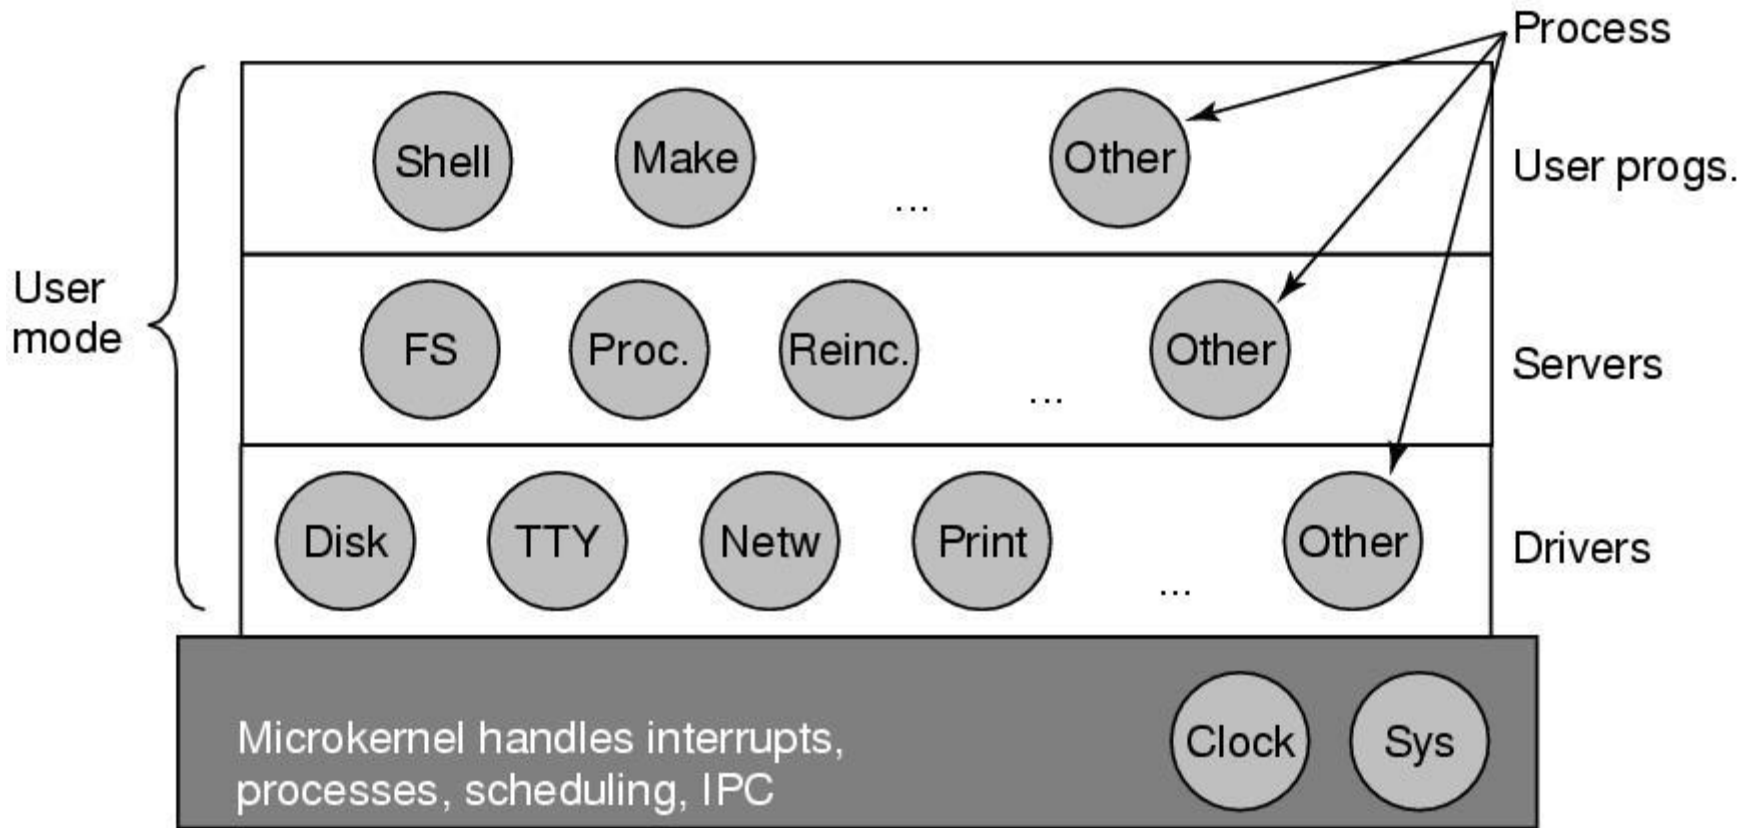 Process
Shell
Make
...
Other
User progs.
User
mode
FS
Proc.
Reinc.
...
Other
Servers
Disk
TTY
Netw
Print
...
Other
Drivers
Microkernel handles interrupts,
processes, scheduling, IPC
Clock
Sys